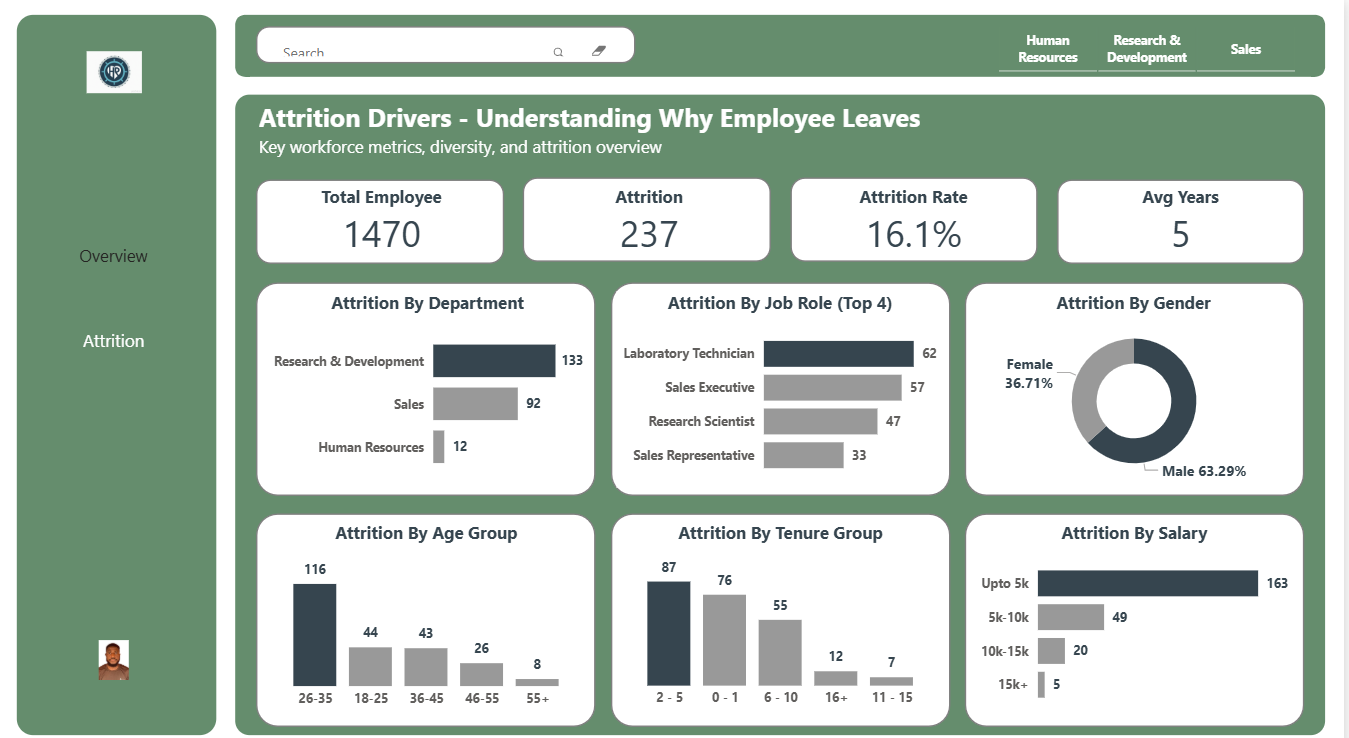 Search
Human
Resources
Research &
Development
Sales
Attrition Drivers - Understanding Why Employee Leaves
Key workforce metrics, diversity, and attrition overview
Overview
Attrition
Total Employee
1470
Attrition
237
Attrition Rate
16.1%
Avg Years
5
Attrition By Department
Research & Development 133
Sales 92
Human Resources 12
Attrition By Job Role (Top 4)
Laboratory Technician 62
Sales Executive 57
Research Scientist 47
Sales Representative 33
Attrition By Gender
Female
36.71%
Male 63.29%
Attrition By Age Group
116
44
43
26
8
26-35 18-25 36-45 46-55 55+
Attrition By Tenure Group
87
76
55
12
7
2 - 5 0 - 1 6 - 10 16+ 11 - 15
Attrition By Salary
Upto 5k 163
5k-10k 49
10k-15k 20
15k+ 5